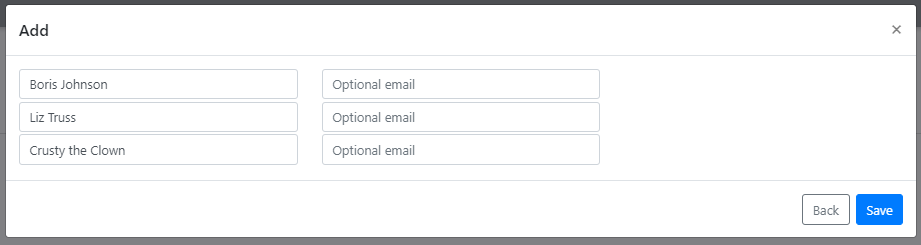 Add ×
Boris Johnson Optional email
Liz Truss Optional email
Crusty the Clown Optional email
Back Save